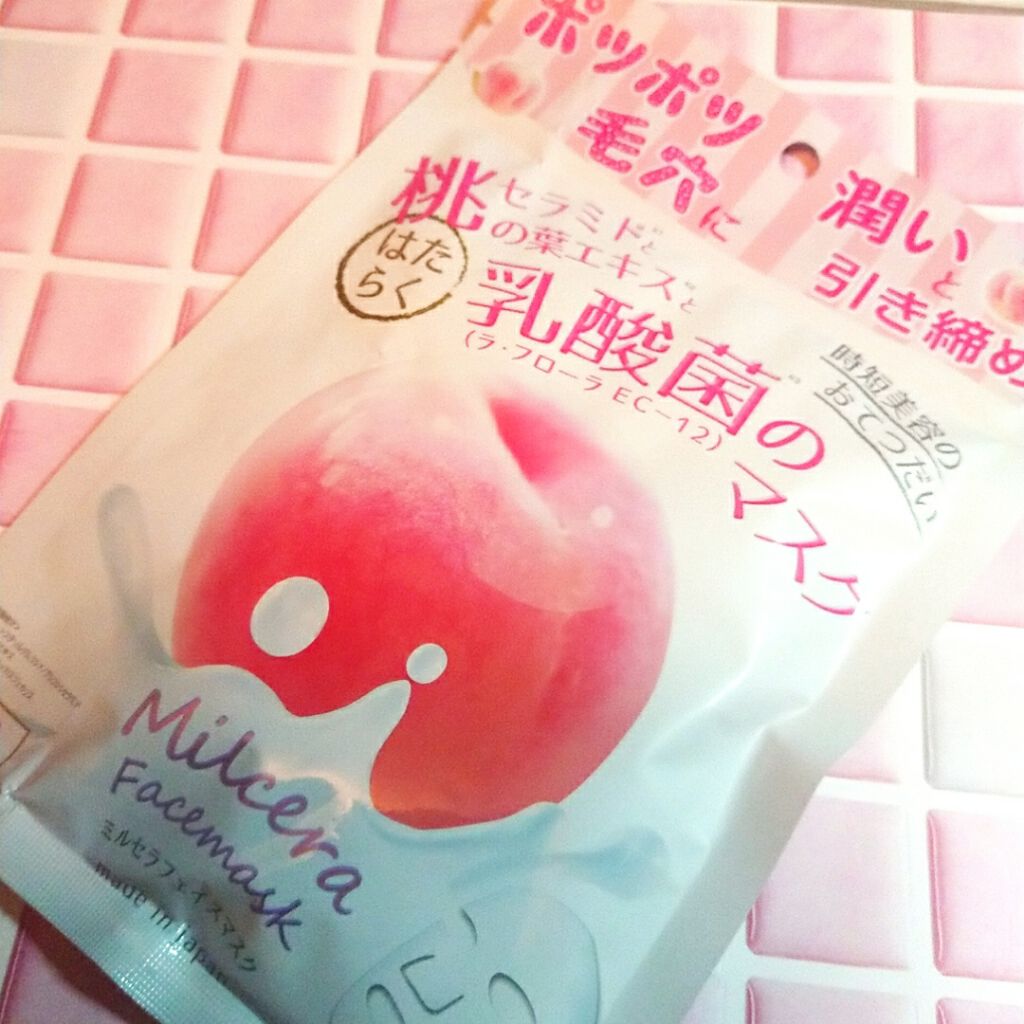 ポツポツ
毛穴に
潤いと
引き締め
セラミドと
桃の葉エキスと
はたらく
乳酸菌の
(ラ・フローラ EC-12)
マスク
時短美容の
おてつだい
Milcera
Facemask
ミルセラフェイスマスク
made in Japan